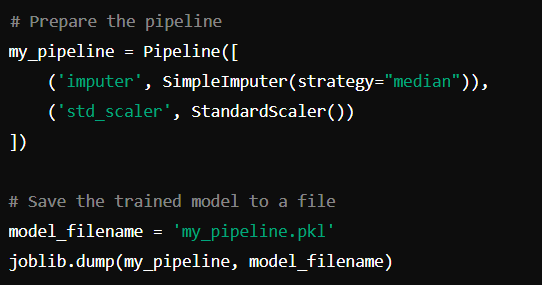 # Prepare the pipeline
my_pipeline = Pipeline([
    ('imputer', SimpleImputer(strategy="median")),
    ('std_scaler', StandardScaler())
])

# Save the trained model to a file
model_filename = 'my_pipeline.pkl'
joblib.dump(my_pipeline, model_filename)